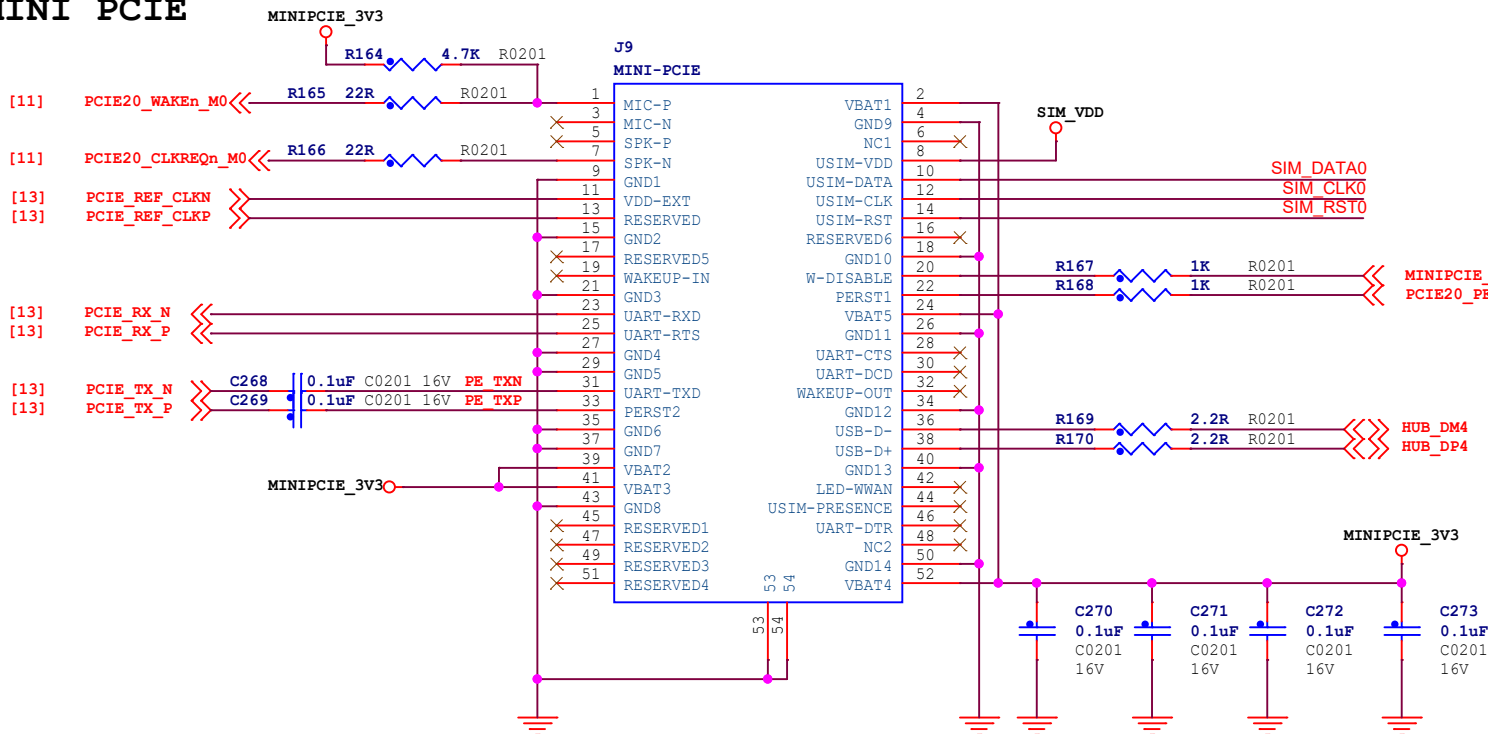 MINI PCIE
MINIPCIE_3V3
R164 4.7K R0201
[11] PCIE20_WAKEn_M0 R165 22R R0201
[11] PCIE20_CLKREQn_M0 R166 22R R0201
[13] PCIE_REF_CLKN
[13] PCIE_REF_CLKP
[13] PCIE_RX_N
[13] PCIE_RX_P
[13] PCIE_TX_N C268 0.1uF C0201 16V PE_TXN
[13] PCIE_TX_P C269 0.1uF C0201 16V PE_TXP
MINIPCIE_3V3
J9
MINI-PCIE
1 MIC-P VBAT1 2
3 MIC-N GND9 4
5 SPK-P NC1 6
7 SPK-N USIM-VDD 8
9 GND1 USIM-DATA 10
11 VDD-EXT USIM-CLK 12
13 RESERVED USIM-RST 14
15 GND2 RESERVED6 16
17 RESERVED5 GND10 18
19 WAKEUP-IN W-DISABLE 20
21 GND3 PERST1 22
23 UART-RXD VBAT5 24
25 UART-RTS GND11 26
27 GND4 UART-CTS 28
29 GND5 UART-DCD 30
31 UART-TXD WAKEUP-OUT 32
33 PERST2 GND12 34
35 GND6 USB-D- 36
37 GND7 USB-D+ 38
39 VBAT2 GND13 40
41 VBAT3 LED-WWAN 42
43 GND8 USIM-PRESENCE 44
45 RESERVED1 UART-DTR 46
47 RESERVED2 NC2 48
49 RESERVED3 GND14 50
51 RESERVED4 VBAT4 52
53 54
53 54
SIM_VDD
SIM_DATA0
SIM_CLK0
SIM_RST0
R167 1K R0201 MINIPCIE_
R168 1K R0201 PCIE20_PE
R169 2.2R R0201 HUB_DM4
R170 2.2R R0201 HUB_DP4
MINIPCIE_3V3
C270 C271 C272 C273
0.1uF 0.1uF 0.1uF 0.1uF
C0201 C0201 C0201 C0201
16V 16V 16V 16V